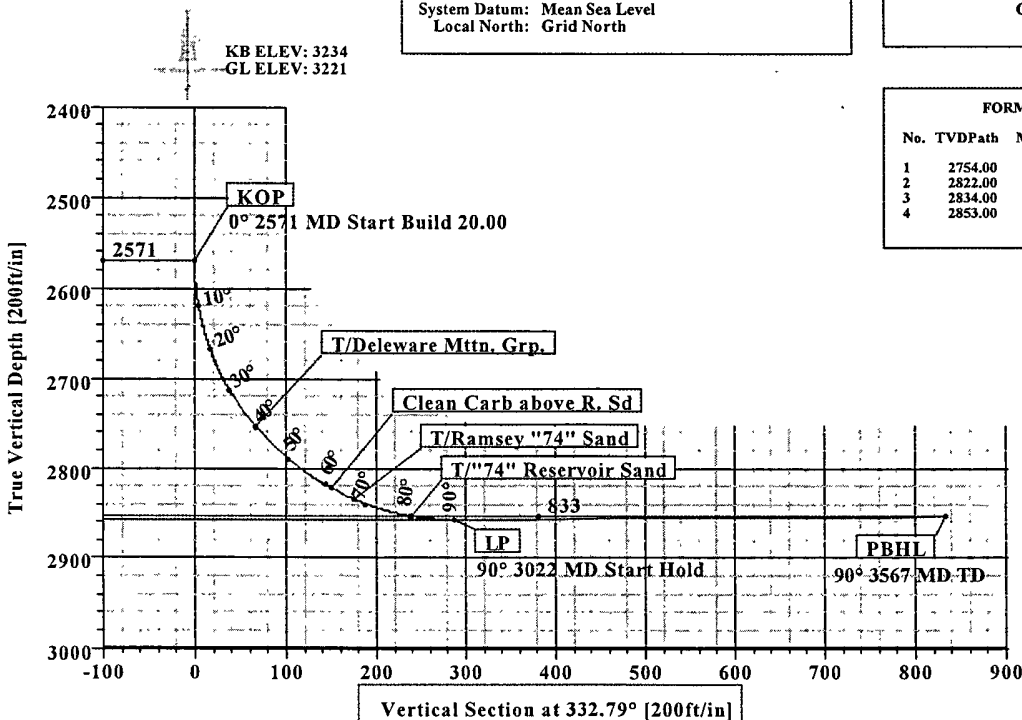 System Datum: Mean Sea Level
Local North: Grid North
C
KB ELEV: 3234
GL ELEV: 3221
FORM
No. TVDPath M
1 2754.00
2 2822.00
3 2834.00
4 2853.00
2400
2500
2600
2700
2800
2900
3000
True Vertical Depth [200ft/in]
KOP
0° 2571 MD Start Build 20.00
2571
10°
20°
30°
40°
50°
60°
70°
80°
90°
T/Deleware Mttn. Grp.
Clean Carb above R. Sd
T/Ramsey "74" Sand
T/"74" Reservoir Sand
833
LP
90° 3022 MD Start Hold
PBHL
90° 3567 MD TD
-100 0 100 200 300 400 500 600 700 800 900
Vertical Section at 332.79° [200ft/in]